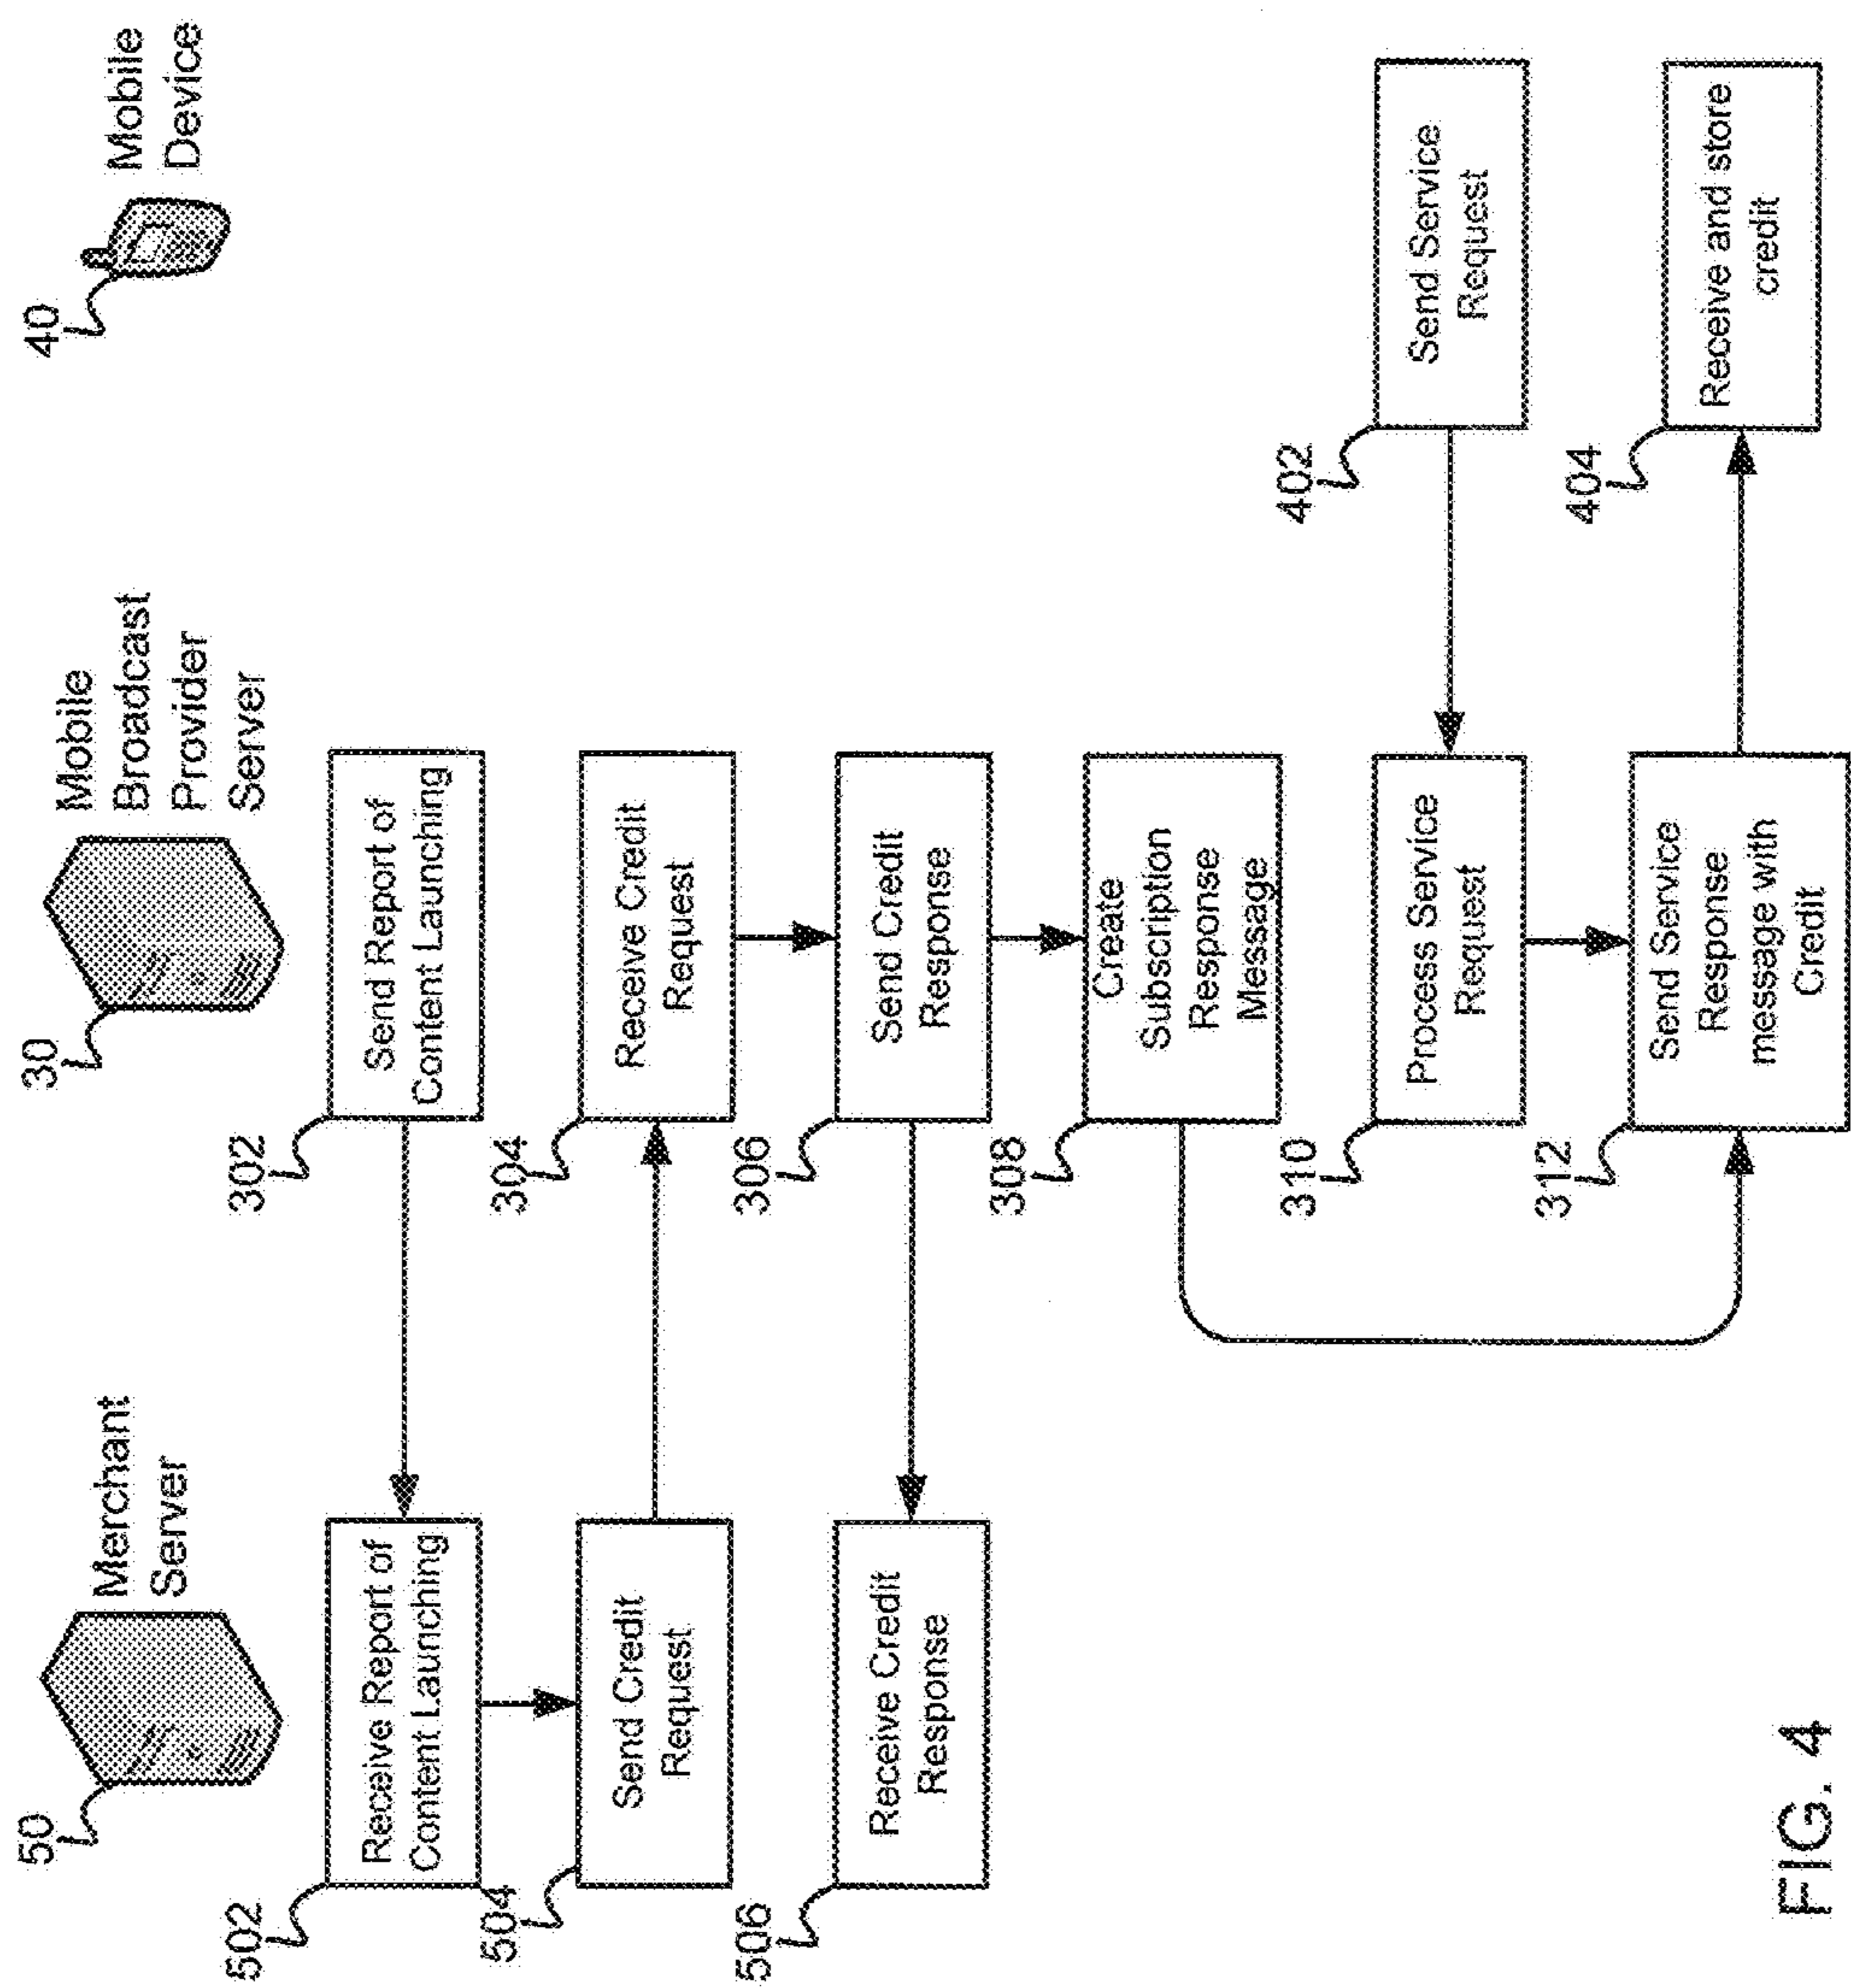 50
Merchant
Server
30
Mobile
Broadcast
Provider
Server
40
Mobile
Device
502
Receive Report of
Content Launching
302
Send Report of
Content Launching
504
Send Credit
Request
304
Receive Credit
Request
506
Receive Credit
Response
306
Send Credit
Response
308
Create
Subscription
Response
Message
310
Process Service
Request
402
Send Service
Request
312
Send Service
Response
message with
Credit
404
Receive and store
credit
FIG. 4